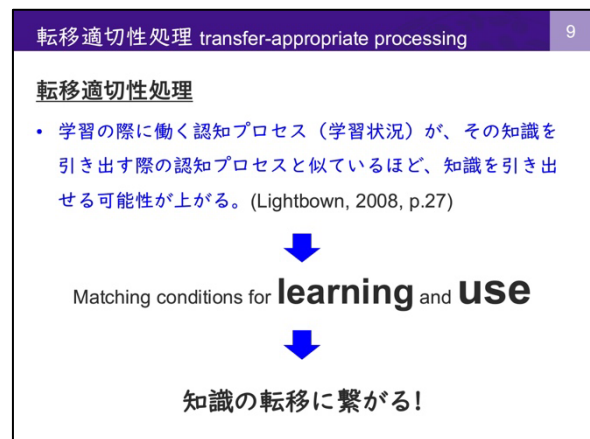 転移適切性処理 transfer-appropriate processing
9
転移適切性処理
• 学習の際に働く認知プロセス（学習状況）が、その知識を
引き出す際の認知プロセスと似ているほど、知識を引き出
せる可能性が上がる。(Lightbown, 2008, p.27)
Matching conditions for learning and use
知識の転移に繋がる!